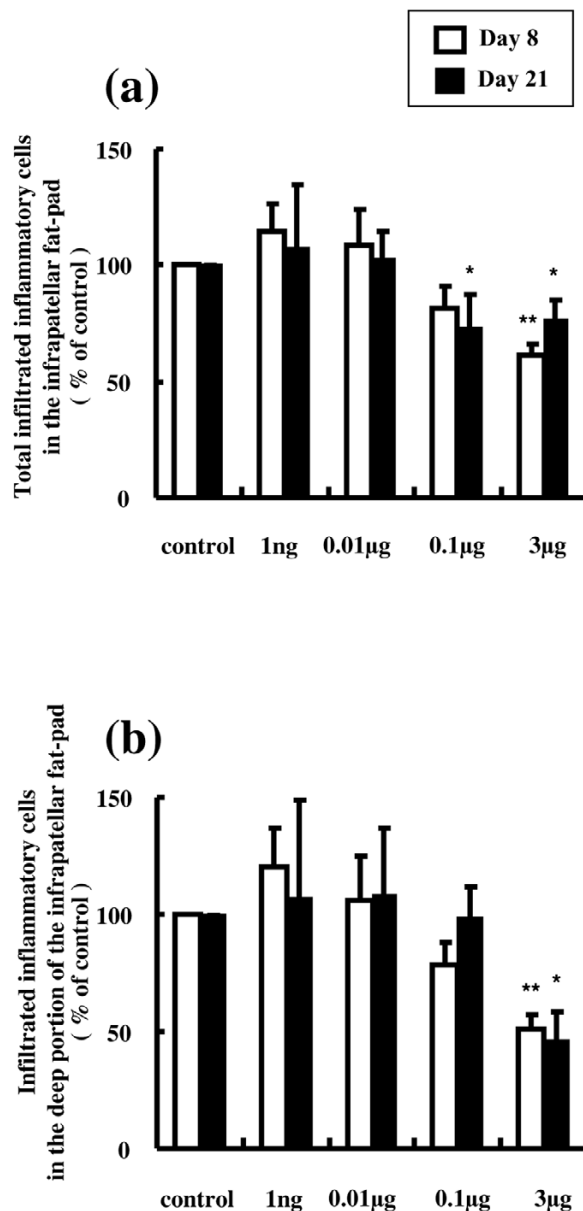 Day 8
Day 21
(a)
Total infiltrated inflammatory cells
in the infrapatellar fat-pad
( % of control )
150
100
50
0
*
**
*
control 1ng 0.01µg 0.1µg 3µg
(b)
Infiltrated inflammatory cells
in the deep portion of the infrapatellar fat-pad
( % of control )
150
100
50
0
** *
control 1ng 0.01µg 0.1µg 3µg